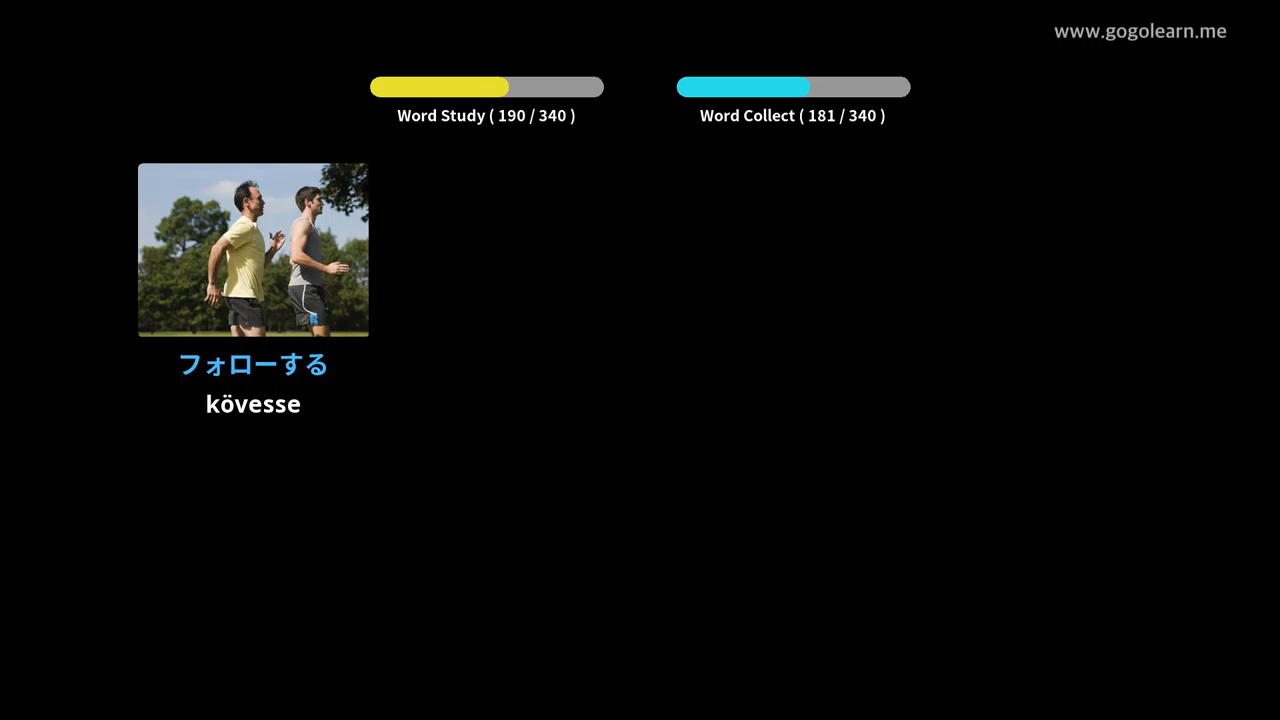 www.gogolearn.me
Word Study ( 190 / 340 )
Word Collect ( 181 / 340 )
フォローする
kövesse